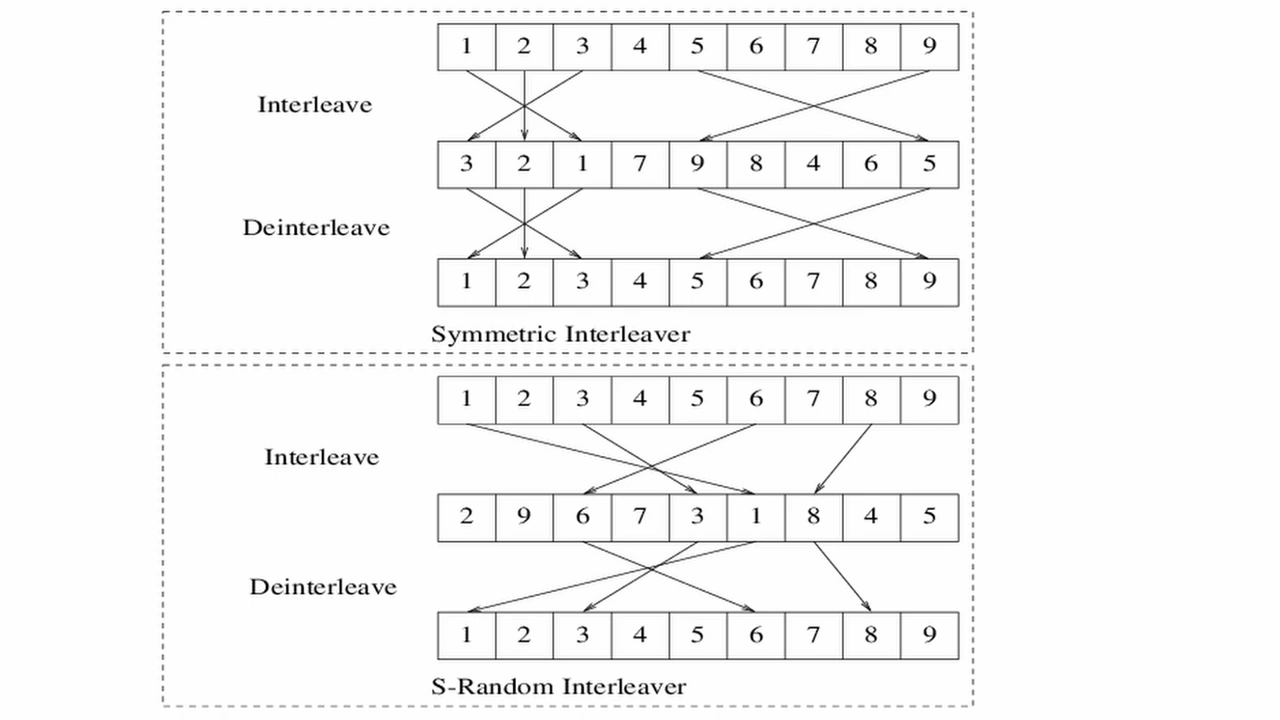 1 2 3 4 5 6 7 8 9
Interleave
3 2 1 7 9 8 4 6 5
Deinterleave
1 2 3 4 5 6 7 8 9
Symmetric Interleaver
1 2 3 4 5 6 7 8 9
Interleave
2 9 6 7 3 1 8 4 5
Deinterleave
1 2 3 4 5 6 7 8 9
S-Random Interleaver